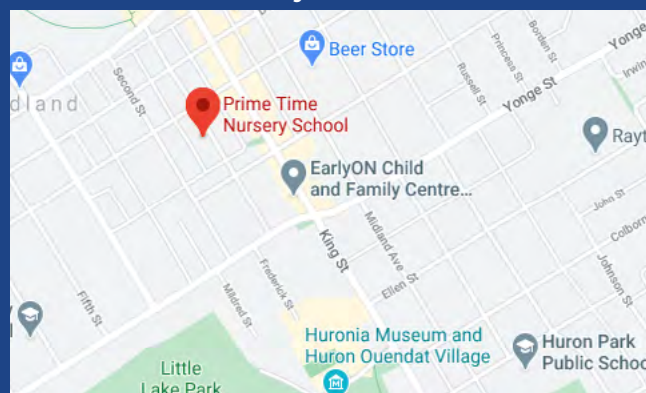 Beer Store
Borden St
Princess St
Yonge St
Irwin
Second St
Russell St
dland
Prime Time
Nursery School
Yonge St
Rayt
EarlyON Child
and Family Centre...
John St
Midland Ave
Colborn
King St
Johnson St
Ellen St
Frederick St
Mildred St
Fifth St
Huronia Museum and
Huron Ouendat Village
Huron Park
Public Schoo
Little
Lake Park